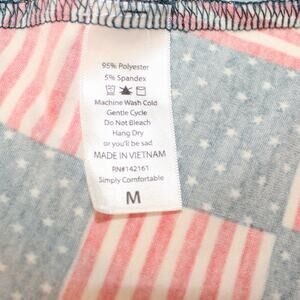 95% Polyester
5% Spandex
Machine Wash Cold
Gentle Cycle
Do Not Bleach
Hang Dry
or you'll be sad
MADE IN VIETNAM
RN#142161
Simply Comfortable
M